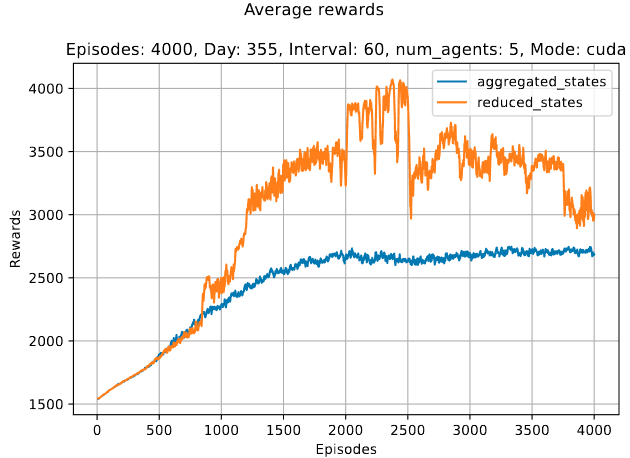 Average rewards
Episodes: 4000, Day: 355, Interval: 60, num_agents: 5, Mode: cuda
aggregated_states
reduced_states
4000
3500
3000
2500
2000
1500
Rewards
0 500 1000 1500 2000 2500 3000 3500 4000
Episodes